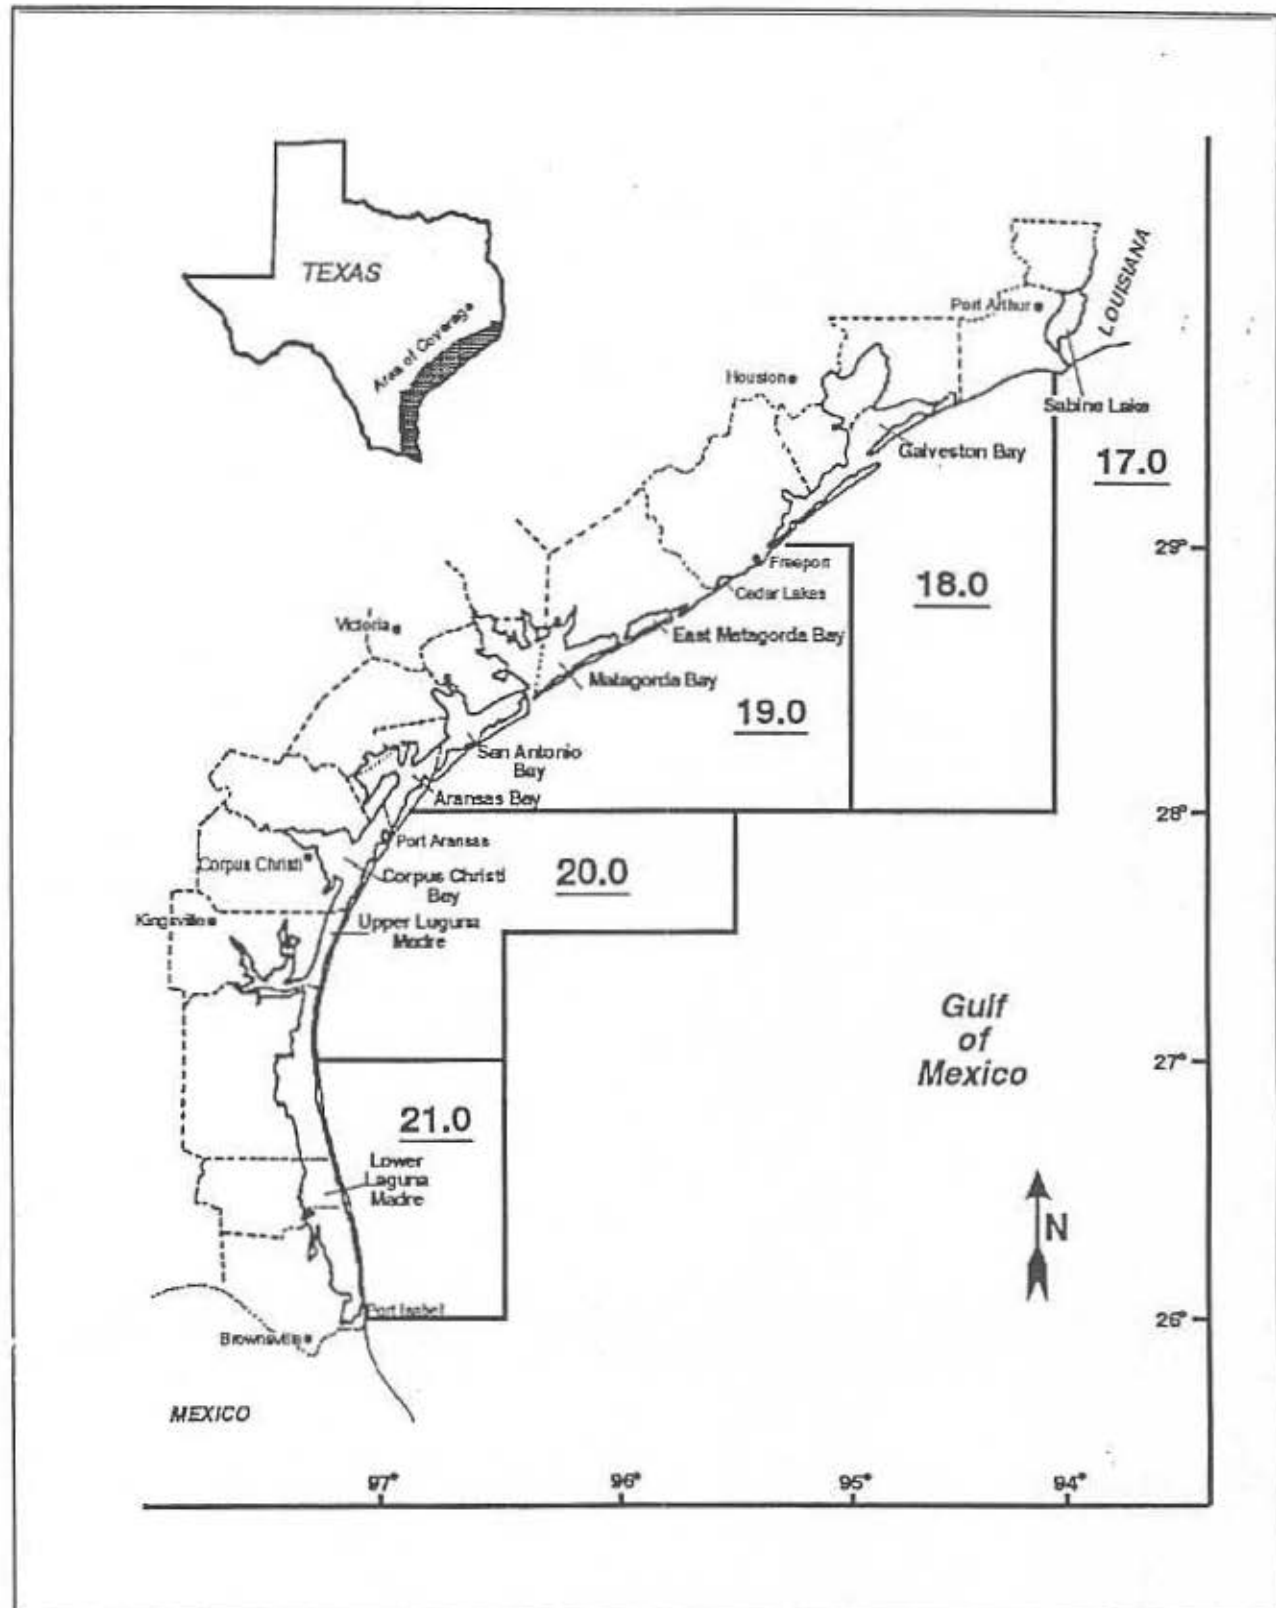 TEXAS
Area of Coverage
LOUISIANA
Port Arthur
Houston
Sabine Lake
Galveston Bay
17.0
29°
Freeport
18.0
Cedar Lakes
Victoria
East Matagorda Bay
Matagorda Bay
19.0
San Antonio
Bay
Aransas Bay
28°
Port Aransas
Corpus Christi
Corpus Christi
Bay
20.0
Kingsville
Upper Luguna
Madre
Gulf
of
Mexico
27°
21.0
Lower
Laguna
Madre
N
Port Isabel
26°
Brownsville
MEXICO
97°
96°
95°
94°